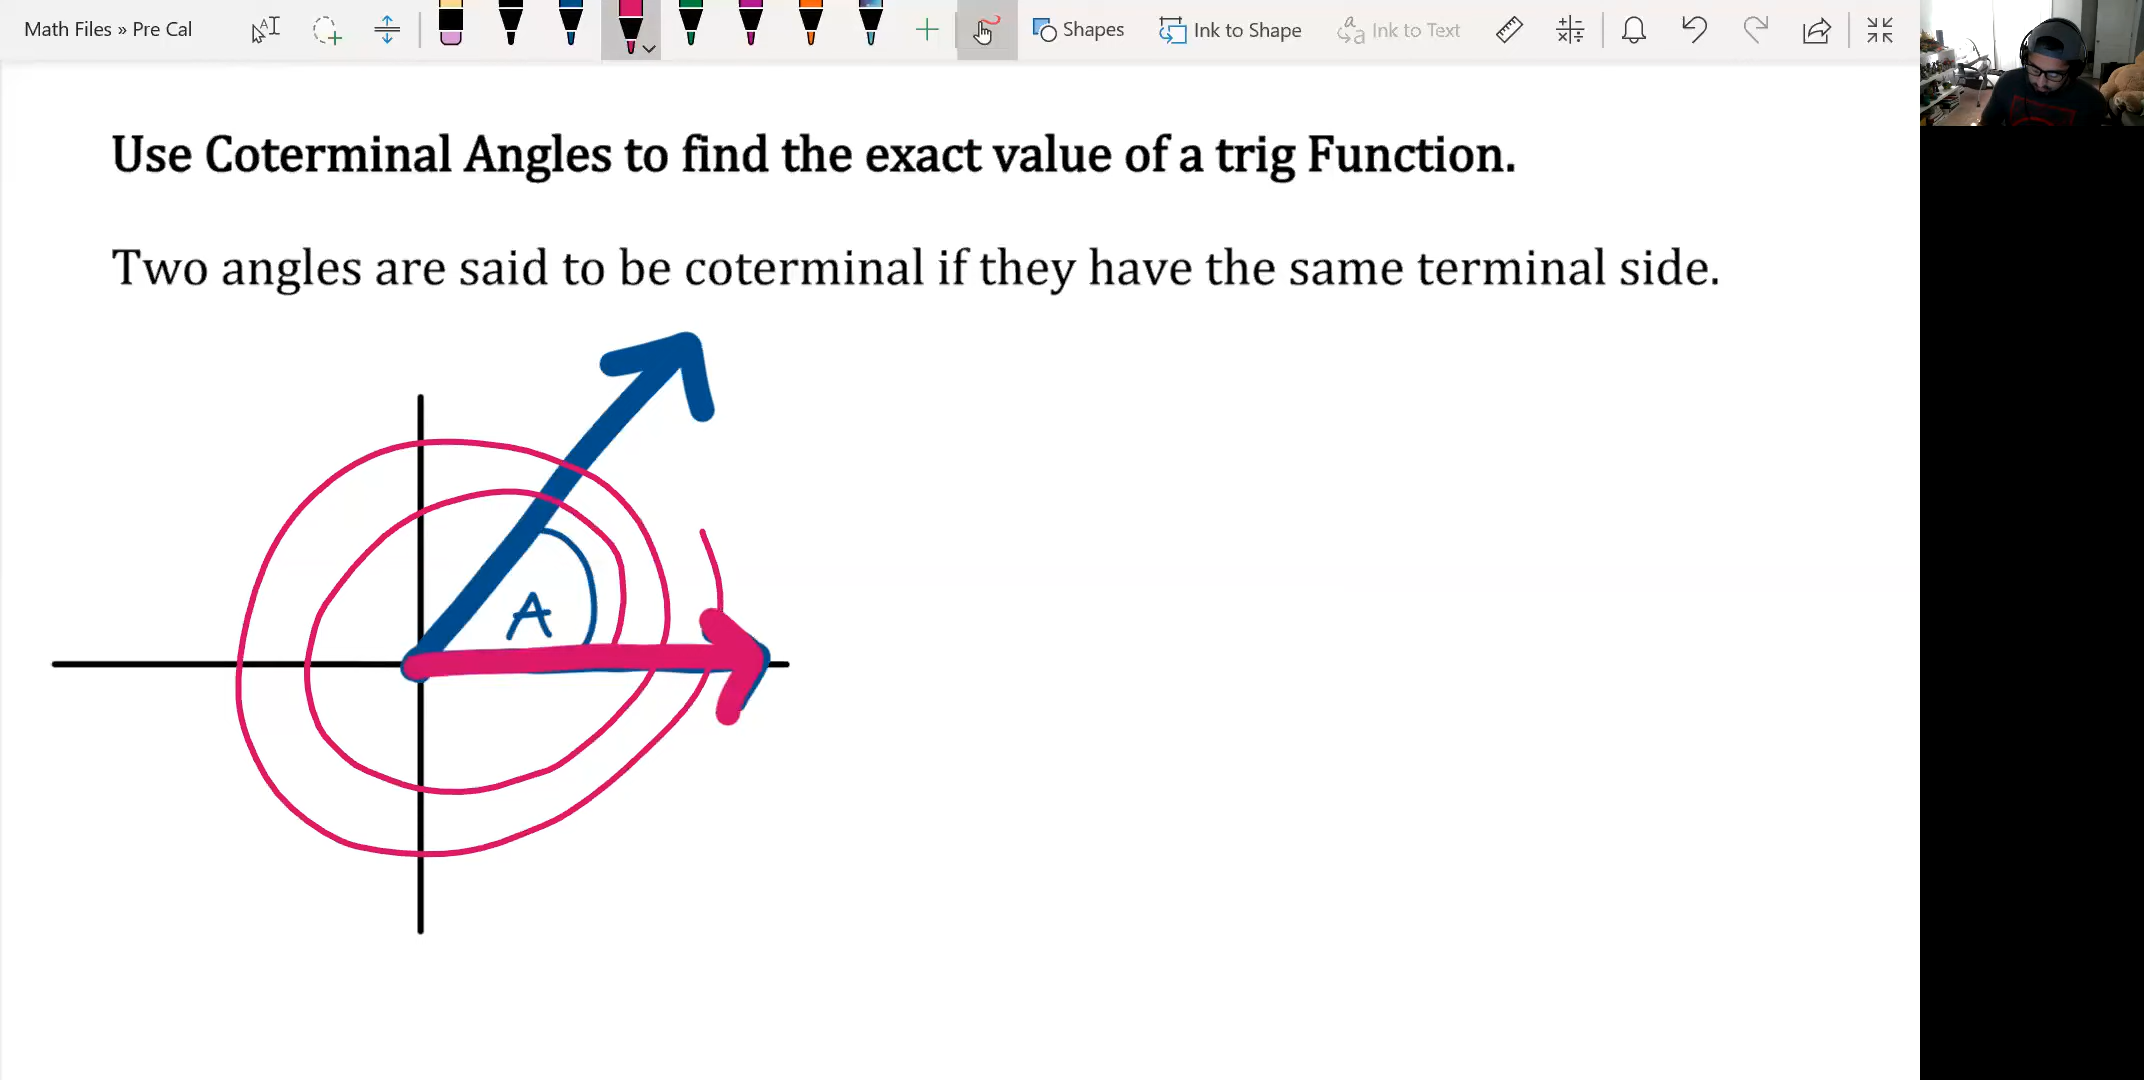 Math Files » Pre Cal
Shapes
Ink to Shape
Ink to Text
Use Coterminal Angles to find the exact value of a trig Function.
Two angles are said to be coterminal if they have the same terminal side.
A